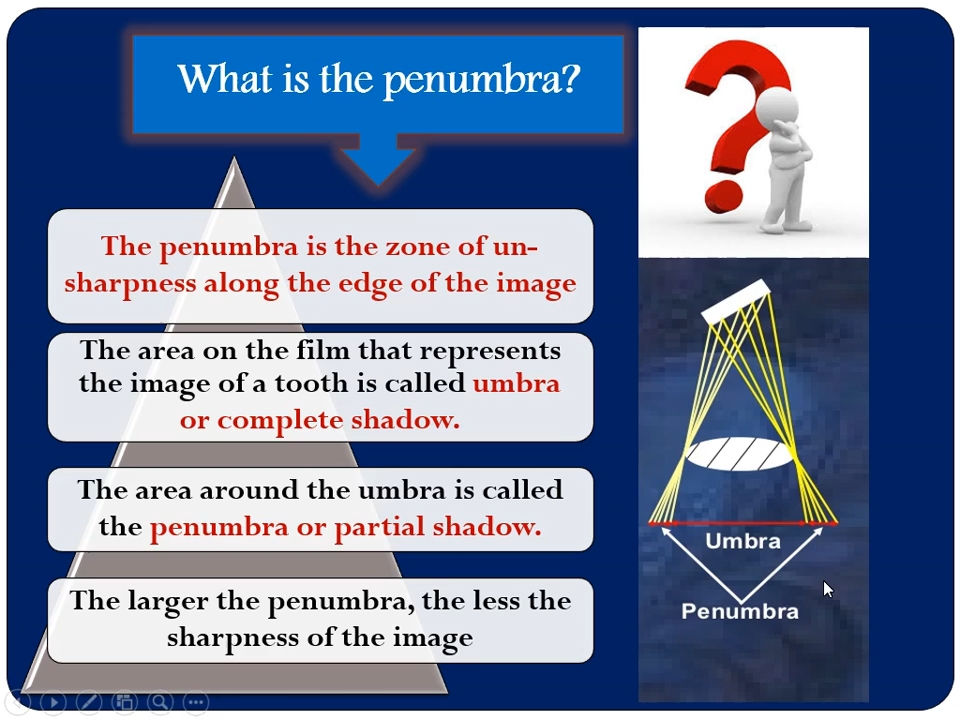 What is the penumbra?
The penumbra is the zone of un-
sharpness along the edge of the image
The area on the film that represents
the image of a tooth is called umbra
or complete shadow.
The area around the umbra is called
the penumbra or partial shadow.
The larger the penumbra, the less the
sharpness of the image
Umbra
Penumbra